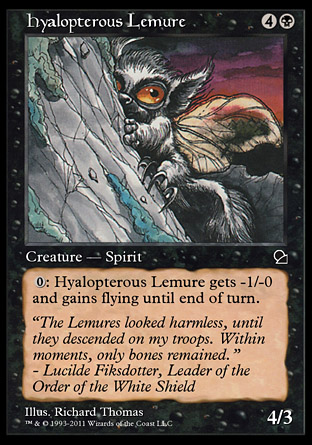 Hyalopterous Lemure 4
Creature — Spirit
0: Hyalopterous Lemure gets -1/-0
and gains flying until end of turn.
“The Lemures looked harmless, until
they descended on my troops. Within
moments, only bones remained.”
- Lucilde Fiksdotter, Leader of the
Order of the White Shield
Illus. Richard Thomas
™ & © 1993-2011 Wizards of the Coast LLC
4/3